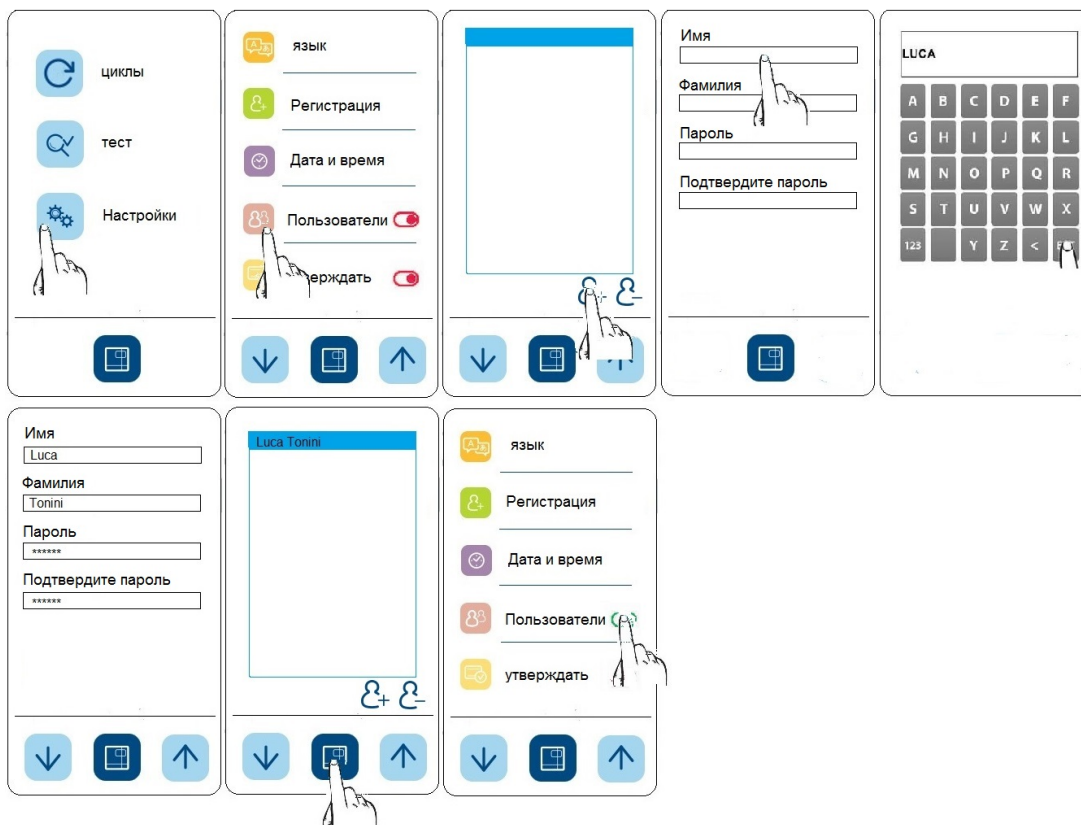 циклы
тест
Настройки
язык
Регистрация
Дата и время
Пользователи
ерждать
Имя
Фамилия
Пароль
Подтвердите пароль
LUCA
A B C D E F
G H I J K L
M N O P Q R
S T U V W X
123 Y Z <
Имя
Luca
Фамилия
Tonini
Пароль
******
Подтвердите пароль
******
Luca Tonini
язык
Регистрация
Дата и время
Пользователи
утверждать